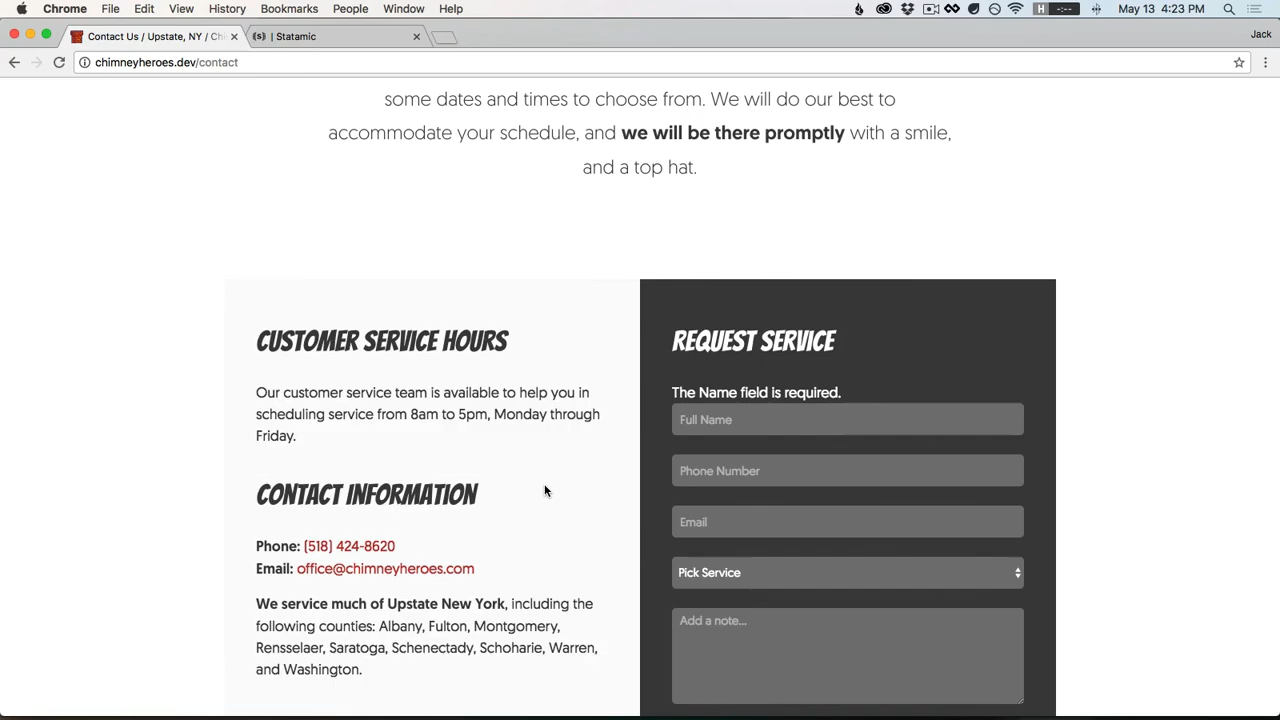 Chrome File Edit View History Bookmarks People Window Help
H -:-- May 13 4:23 PM
Contact Us / Upstate, NY / Chi
{s} | Statamic
Jack
chimneyheroes.dev/contact
some dates and times to choose from. We will do our best to
accommodate your schedule, and we will be there promptly with a smile,
and a top hat.
CUSTOMER SERVICE HOURS
Our customer service team is available to help you in
scheduling service from 8am to 5pm, Monday through
Friday.
CONTACT INFORMATION
Phone: (518) 424-8620
Email: office@chimneyheroes.com
We service much of Upstate New York, including the
following counties: Albany, Fulton, Montgomery,
Rensselaer, Saratoga, Schenectady, Schoharie, Warren,
and Washington.
REQUEST SERVICE
The Name field is required.
Full Name
Phone Number
Email
Pick Service
Add a note...